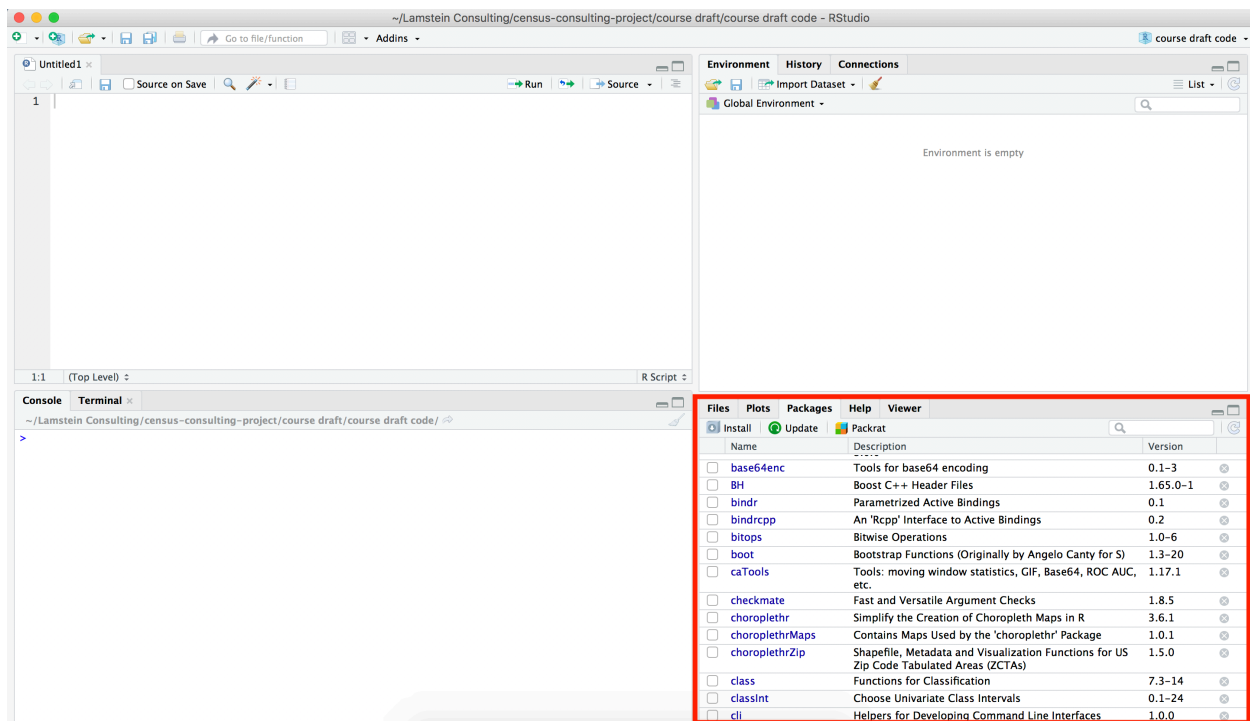 ~/Lamstein Consulting/census-consulting-project/course draft/course draft code - RStudio
Go to file/function Addins course draft code
Untitled1
Source on Save Run Source
1
1:1 (Top Level) R Script
Console Terminal
~/Lamstein Consulting/census-consulting-project/course draft/course draft code/
>
Environment History Connections
Import Dataset List
Global Environment
Environment is empty
Files Plots Packages Help Viewer
Install Update Packrat
Name Description Version
base64enc Tools for base64 encoding 0.1-3
BH Boost C++ Header Files 1.65.0-1
bindr Parametrized Active Bindings 0.1
bindrcpp An 'Rcpp' Interface to Active Bindings 0.2
bitops Bitwise Operations 1.0-6
boot Bootstrap Functions (Originally by Angelo Canty for S) 1.3-20
caTools Tools: moving window statistics, GIF, Base64, ROC AUC, 1.17.1
etc.
checkmate Fast and Versatile Argument Checks 1.8.5
choroplethr Simplify the Creation of Choropleth Maps in R 3.6.1
choroplethrMaps Contains Maps Used by the 'choroplethr' Package 1.0.1
choroplethrZip Shapefile, Metadata and Visualization Functions for US 1.5.0
Zip Code Tabulated Areas (ZCTAs)
class Functions for Classification 7.3-14
classInt Choose Univariate Class Intervals 0.1-24
cli Helpers for Developing Command Line Interfaces 1.0.0